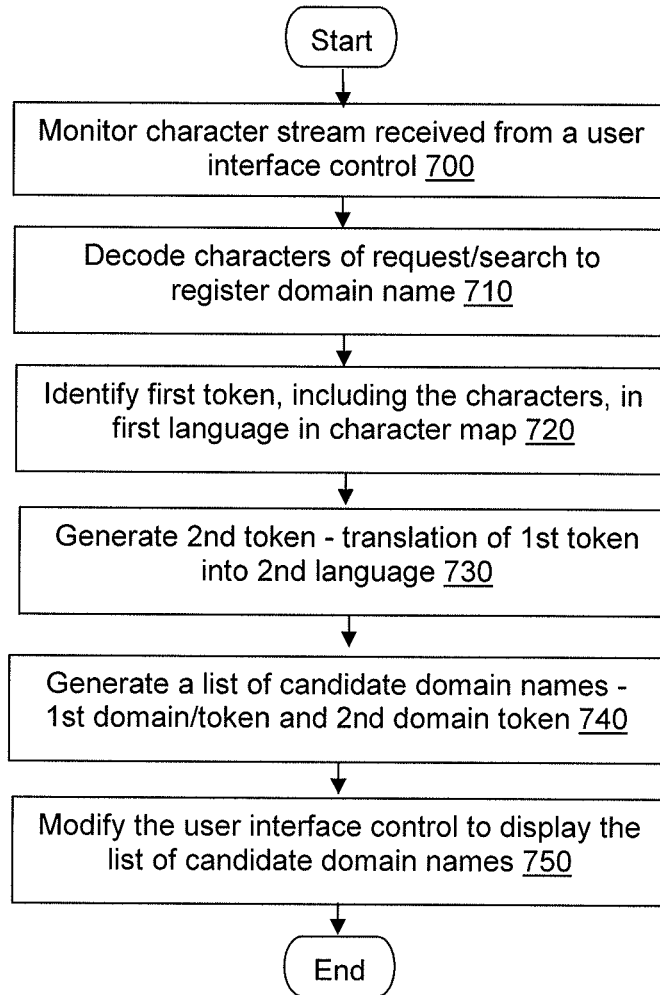 Start
Monitor character stream received from a user
interface control 700
Decode characters of request/search to
register domain name 710
Identify first token, including the characters, in
first language in character map 720
Generate 2nd token - translation of 1st token
into 2nd language 730
Generate a list of candidate domain names -
1st domain/token and 2nd domain token 740
Modify the user interface control to display the
list of candidate domain names 750
End